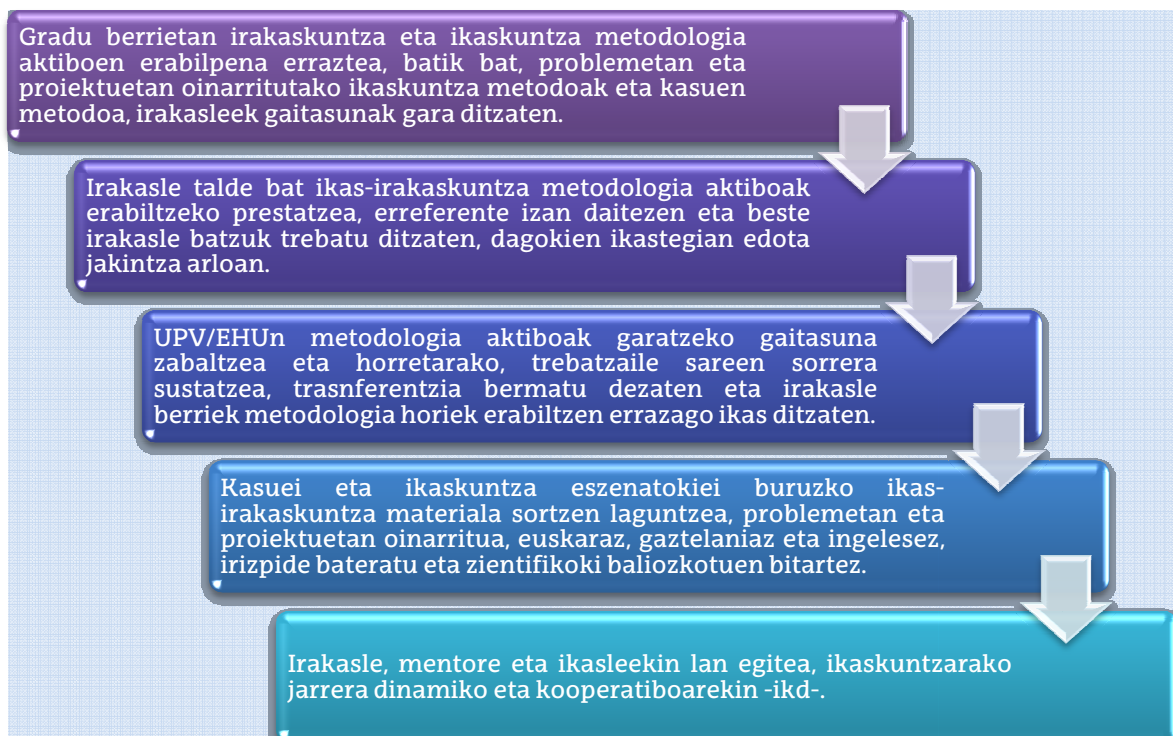 Gradu berrietan irakaskuntza eta ikaskuntza metodologia
aktiboen erabilpena erraztea, batik bat, problemetan eta
proiektuetan oinarritutako ikaskuntza metodoak eta kasuen
metodoa, irakasleek gaitasunak gara ditzaten.
Irakasle talde bat ikas-irakaskuntza metodologia aktiboak
erabiltzeko prestatzea, erreferente izan daitezen eta beste
irakasle batzuk trebatu ditzaten, dagokien ikastegian edota
jakintza arloan.
UPV/EHUn metodologia aktiboak garatzeko gaitasuna
zabaltzea eta horretarako, trebatzaile sareen sorrera
sustatzea, trasnferentzia bermatu dezaten eta irakasle
berriek metodologia horiek erabiltzen errazago ikas ditzaten.
Kasuei eta ikaskuntza eszenatokiei buruzko ikas-
irakaskuntza materiala sortzen laguntzea, problemetan eta
proiektuetan oinarritua, euskaraz, gaztelaniaz eta ingelesez,
irizpide bateratu eta zientifikoki baliozkotuen bitartez.
Irakasle, mentore eta ikasleekin lan egitea, ikaskuntzarako
jarrera dinamiko eta kooperatiboarekin -ikd-.